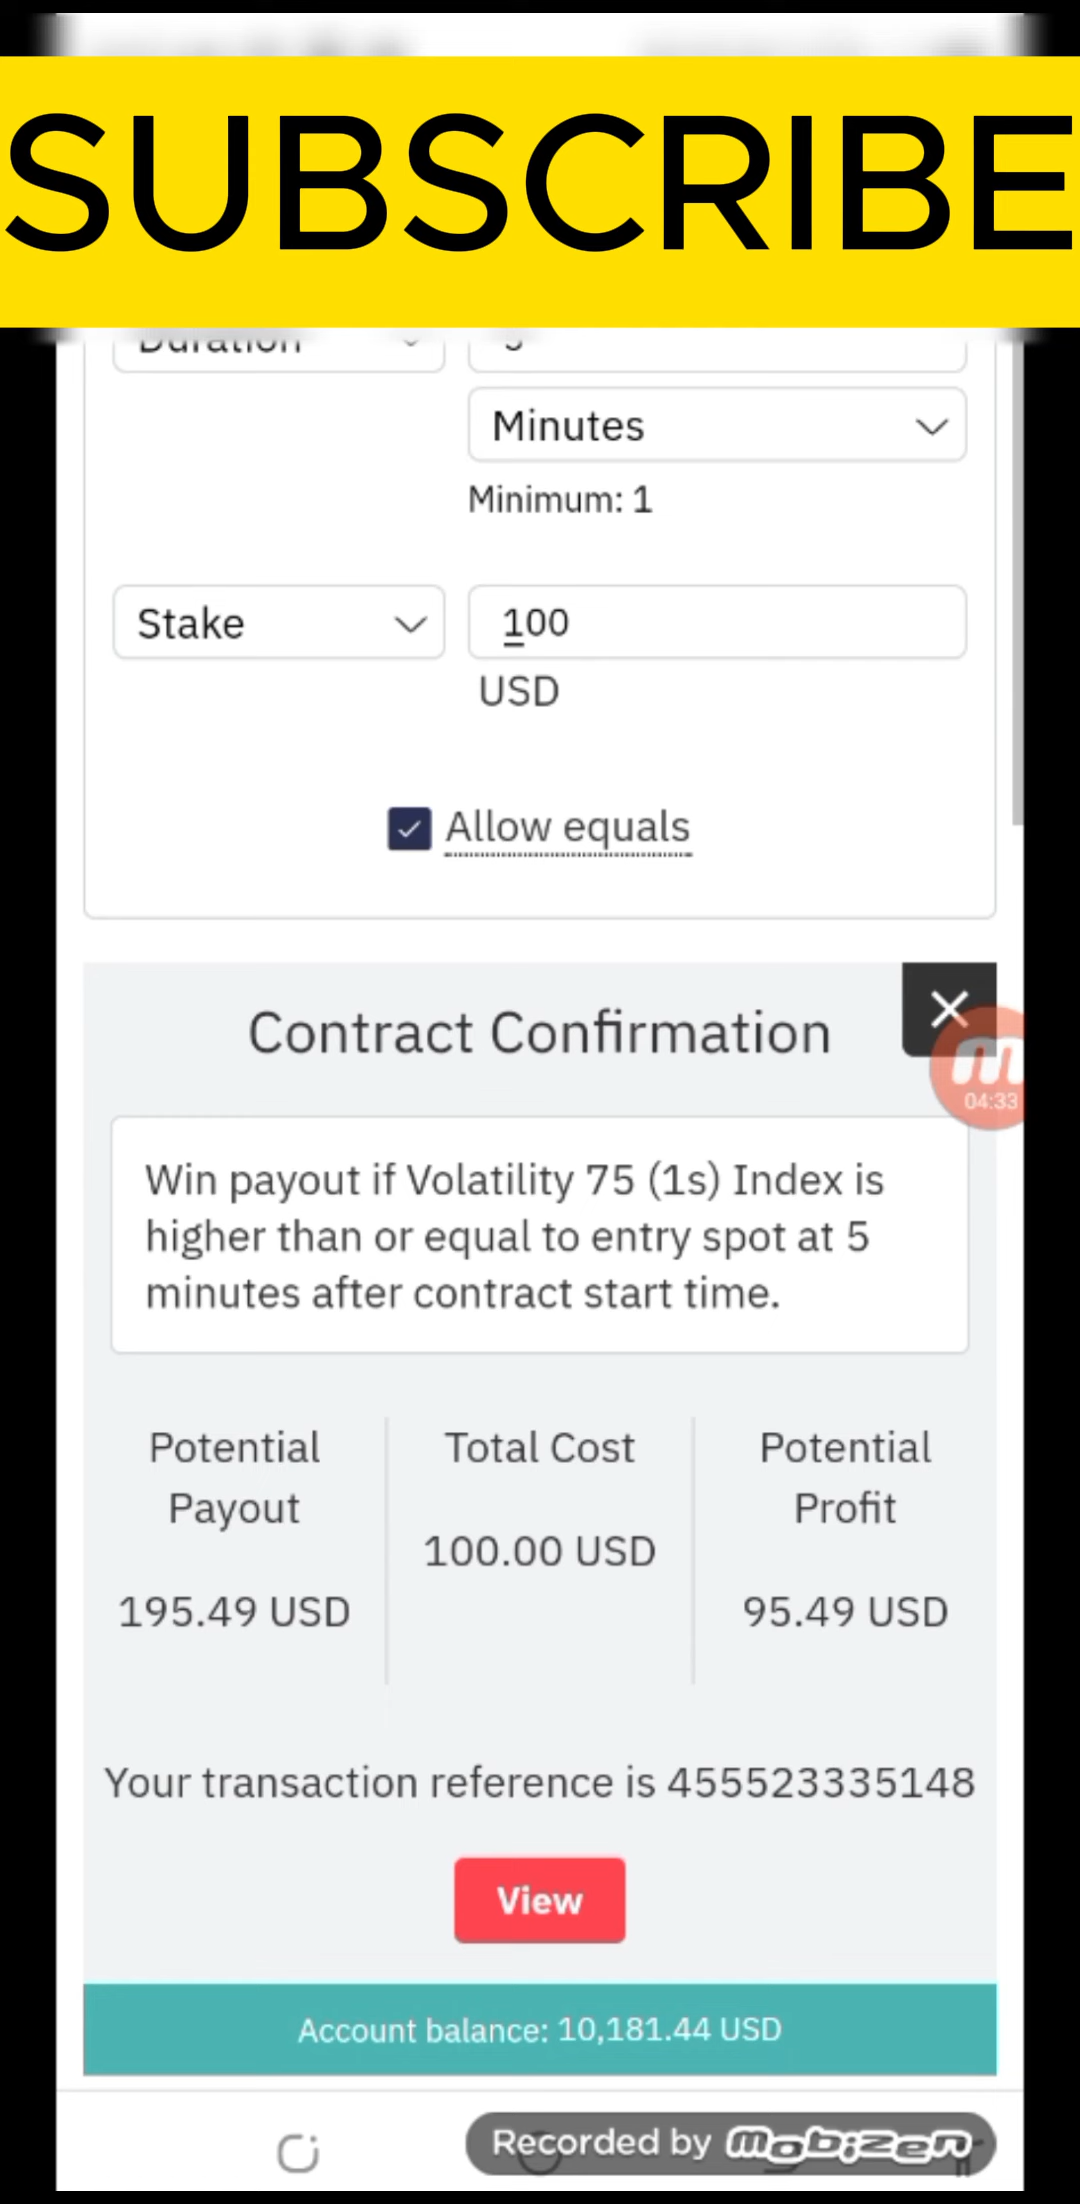 SUBSCRIBE
Duration
5
Minutes
Minimum: 1
Stake
100
USD
Allow equals
Contract Confirmation
04:33
Win payout if Volatility 75 (1s) Index is
higher than or equal to entry spot at 5
minutes after contract start time.
Potential
Payout
Total Cost
Potential
Profit
100.00 USD
195.49 USD
95.49 USD
Your transaction reference is 455523335148
View
Account balance: 10,181.44 USD
Recorded by mobizen